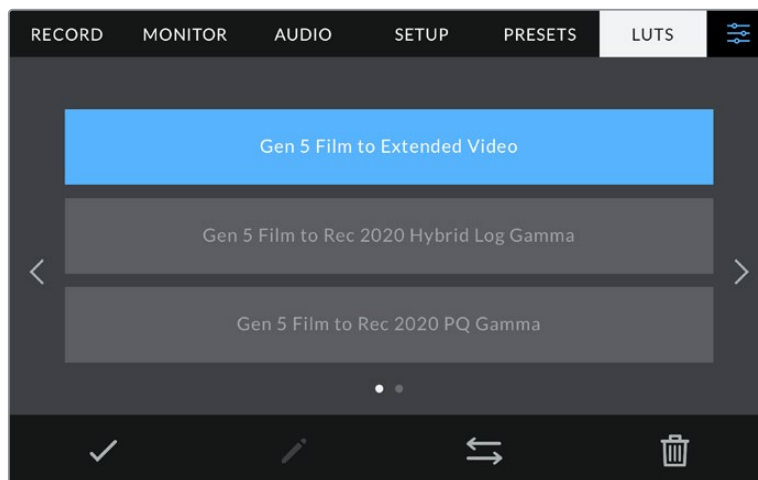 RECORD MONITOR AUDIO SETUP PRESETS LUTS
Gen 5 Film to Extended Video
Gen 5 Film to Rec 2020 Hybrid Log Gamma
Gen 5 Film to Rec 2020 PQ Gamma